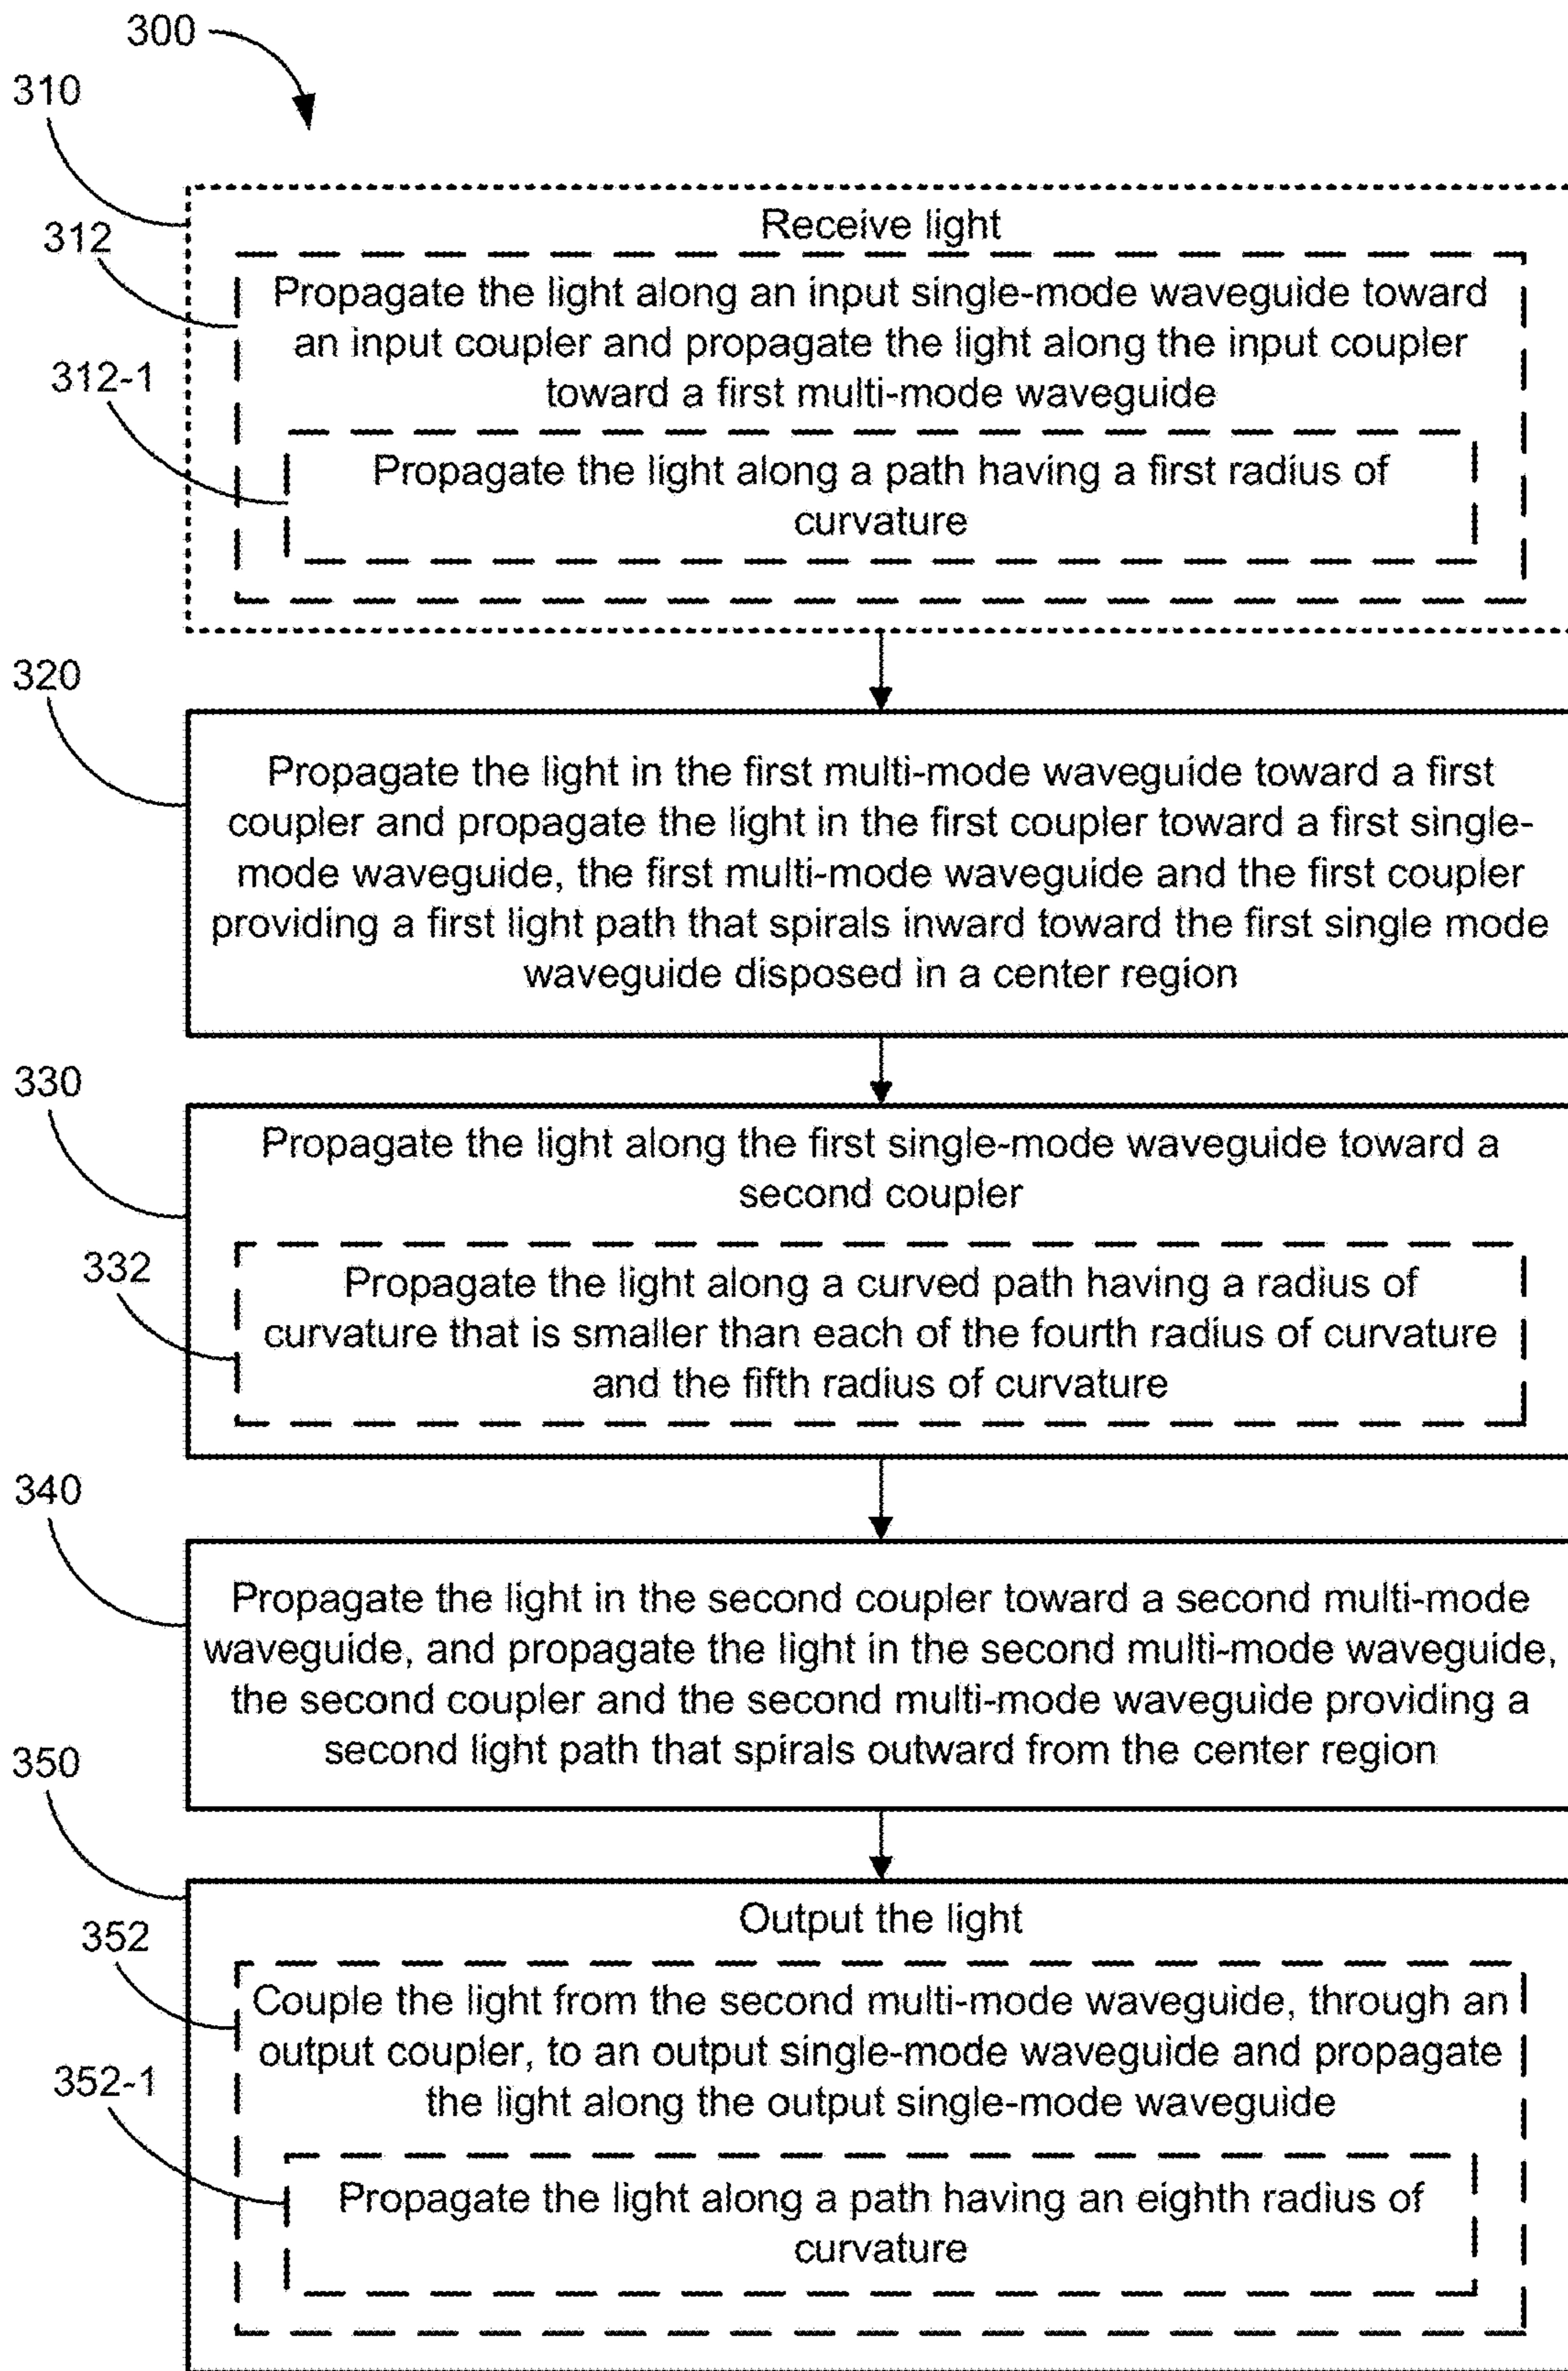 300
310
Receive light
312
Propagate the light along an input single-mode waveguide toward
an input coupler and propagate the light along the input coupler
toward a first multi-mode waveguide
312-1
Propagate the light along a path having a first radius of
curvature
320
Propagate the light in the first multi-mode waveguide toward a first
coupler and propagate the light in the first coupler toward a first single-
mode waveguide, the first multi-mode waveguide and the first coupler
providing a first light path that spirals inward toward the first single mode
waveguide disposed in a center region
330
Propagate the light along the first single-mode waveguide toward a
second coupler
332
Propagate the light along a curved path having a radius of
curvature that is smaller than each of the fourth radius of curvature
and the fifth radius of curvature
340
Propagate the light in the second coupler toward a second multi-mode
waveguide, and propagate the light in the second multi-mode waveguide,
the second coupler and the second multi-mode waveguide providing a
second light path that spirals outward from the center region
350
Output the light
352
Couple the light from the second multi-mode waveguide, through an
output coupler, to an output single-mode waveguide and propagate
the light along the output single-mode waveguide
352-1
Propagate the light along a path having an eighth radius of
curvature